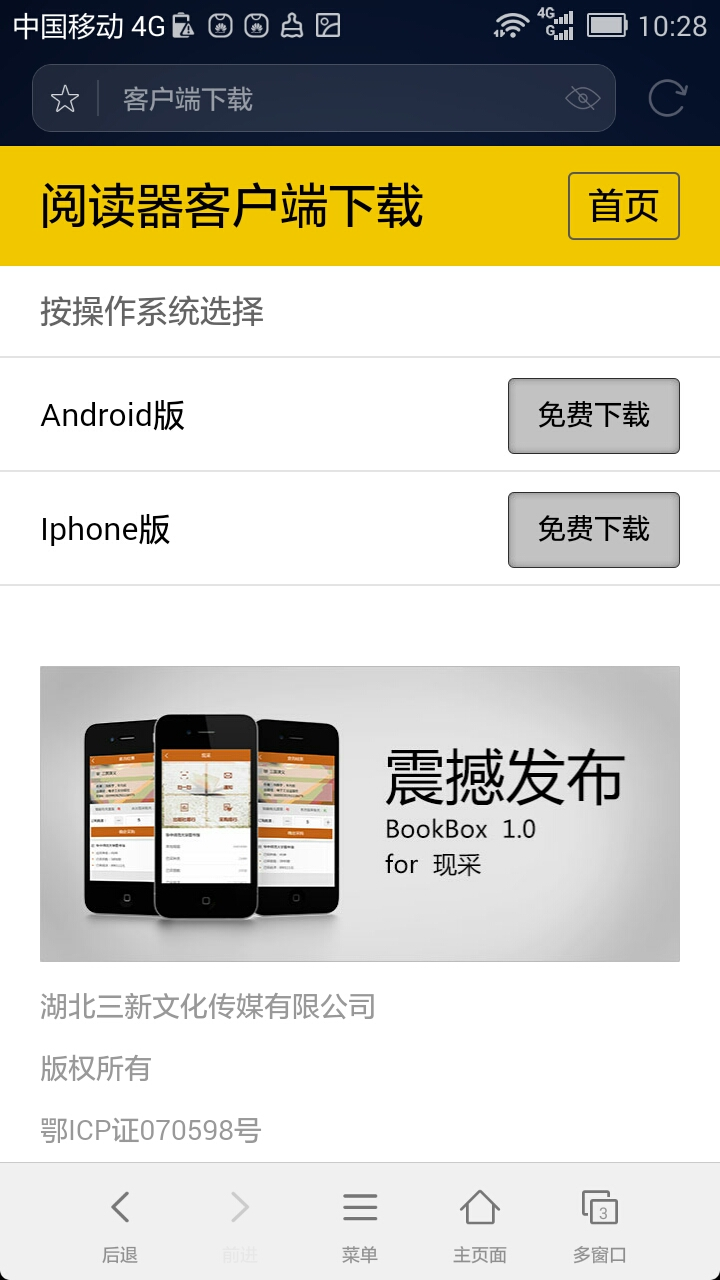 中国移动 4G 4G G 10:28
客户端下载
阅读器客户端下载 首页
按操作系统选择
Android版 免费下载
Iphone版 免费下载
震撼发布
BookBox 1.0
for 现采
湖北三新文化传媒有限公司
版权所有
鄂ICP证070598号
3
后退 前进 菜单 主页面 多窗口